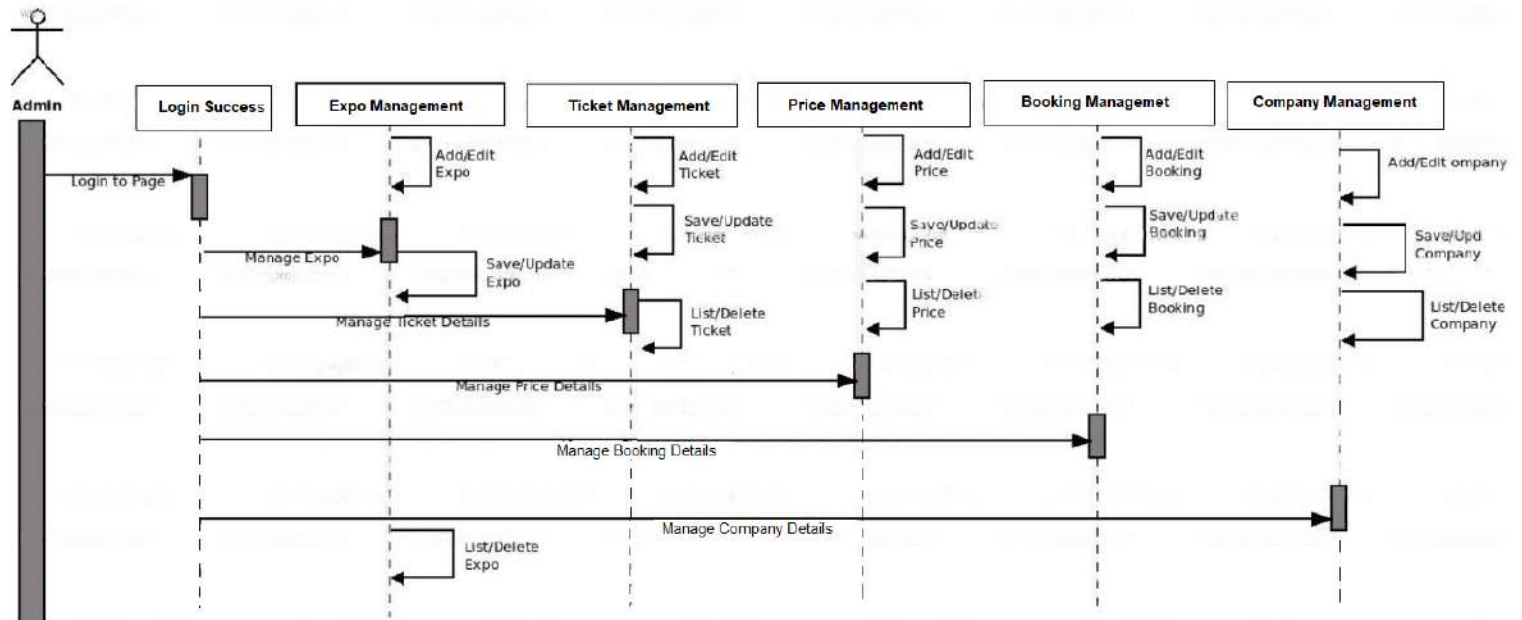 Admin
Login Success
Expo Management
Ticket Management
Price Management
Booking Managemet
Company Management
Add/Edit
Expo
Add/Edit
Ticket
Add/Edit
Price
Add/Edit
Booking
Add/Edit ompany
Login to Page
Save/Update
Ticket
Save/Update
Price
Save/Update
Booking
Save/Upd
Company
Manage Expo
Save/Update
Expo
List/Delete
Ticket
List/Delet
Price
List/Delete
Booking
List/Delete
Company
Manage Ticket Details
Manage Price Details
Manage Booking Details
Manage Company Details
List/Delete
Expo